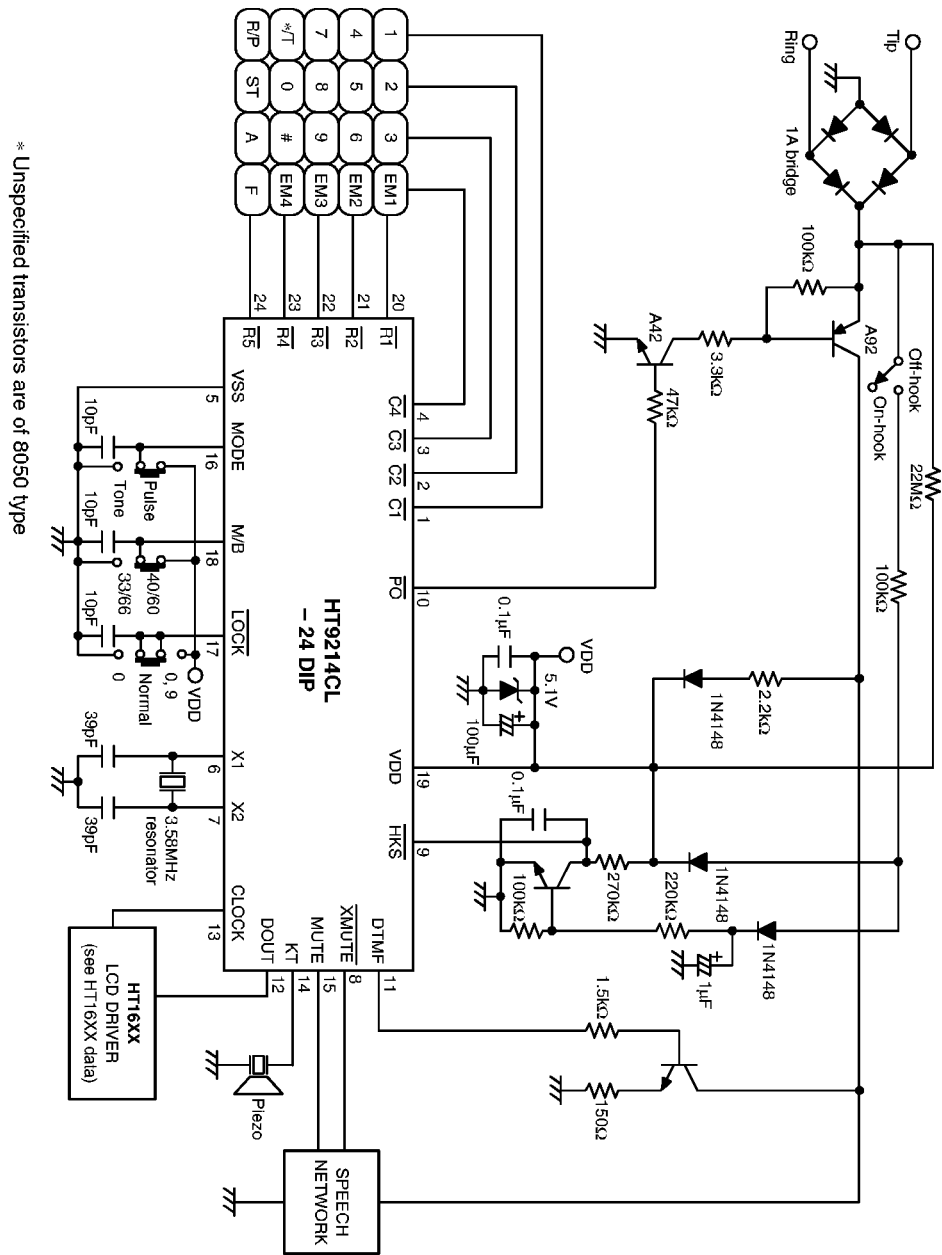 Tip
Ring
1A bridge
100kΩ
A92
Off-hook
On-hook
22MΩ
100kΩ
3.3kΩ
A42
47kΩ
2.2kΩ
1N4148
1N4148
1N4148
220kΩ
270kΩ
100kΩ
1µF
0.1µF
VDD
5.1V
0.1µF
100µF
1.5kΩ
150Ω
1 2 3 EM1
4 5 6 EM2
7 8 9 EM3
*/T 0 # EM4
R/P ST A F
20 R1
21 R2
22 R3
23 R4
24 R5
C4 4
C3 3
C2 2
C1 1
PO 10
VDD 19
HKS 9
DTMF 11
XMUTE 8
MUTE 15
KT 14
DOUT 12
CLOCK 13
HT9214CL
– 24 DIP
VSS 5
MODE 16
M/B 18
LOCK 17
X1 6
X2 7
10pF
Pulse
Tone
10pF
40/60
33/66
10pF
VDD
0, 9
Normal
0
39pF
39pF
3.58MHz
resonator
HT16XX
LCD DRIVER
(see HT16XX data)
Piezo
SPEECH
NETWORK
* Unspecified transistors are of 8050 type